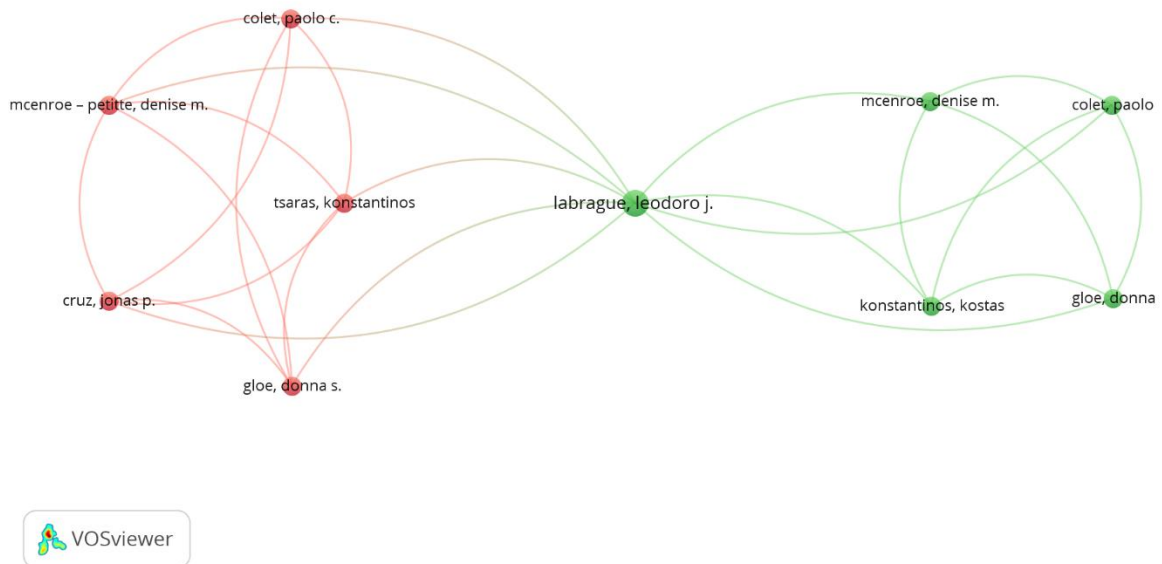 colet, paolo c.
mcenroe – petitte, denise m.
mcenroe, denise m.
colet, paolo
tsaras, konstantinos
labrague, leodoro j.
cruz, jonas p.
konstantinos, kostas
gloe, donna
gloe, donna s.
VOSviewer